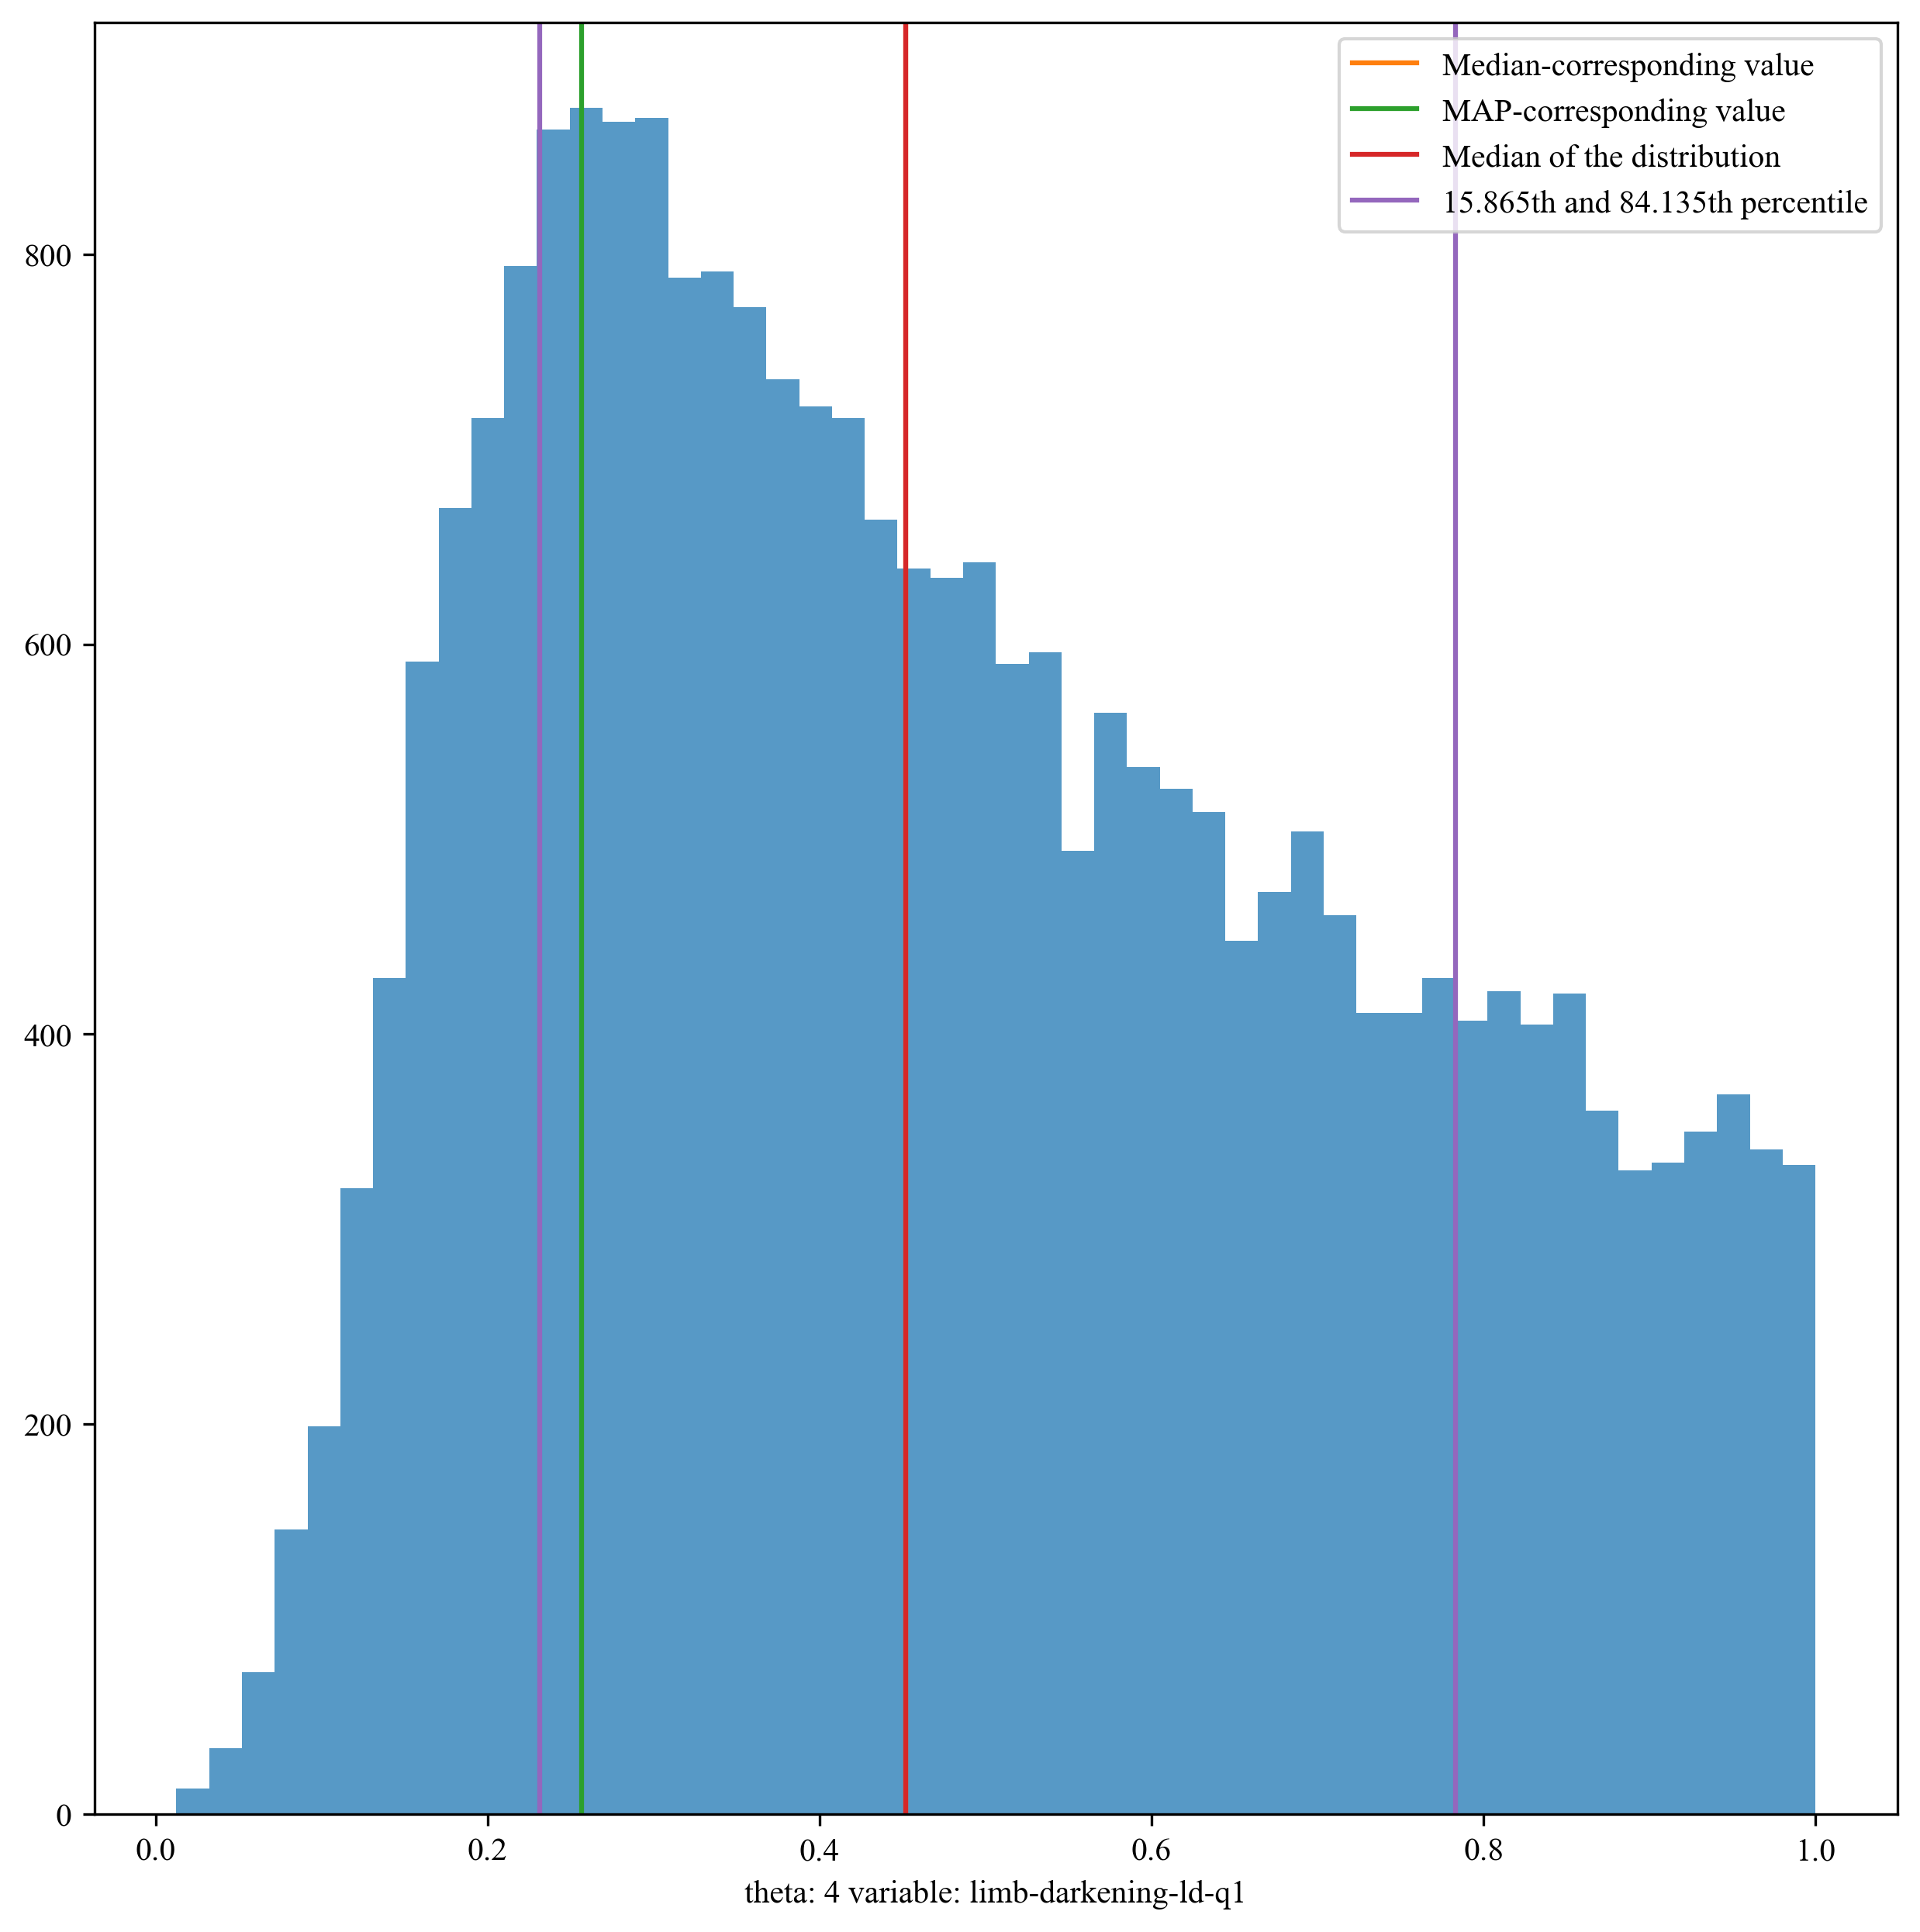 Median-corresponding value
MAP-corresponding value
Median of the distribution
15.865th and 84.135th percentile
800
600
400
200
0
0.0 0.2 0.4 0.6 0.8 1.0
theta: 4 variable: limb-darkening-ld-q1